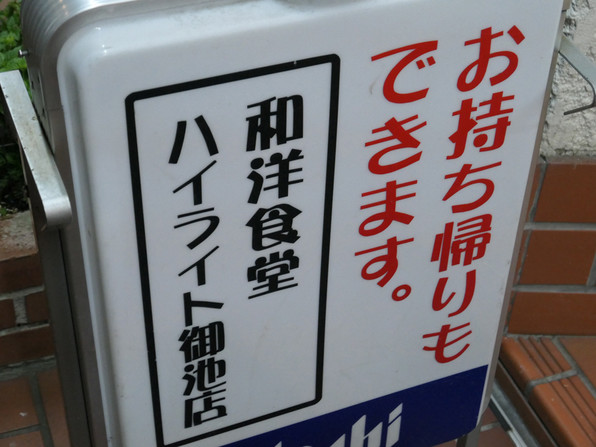 お持ち帰りも
できます。
和洋食堂
ハイライト御池店